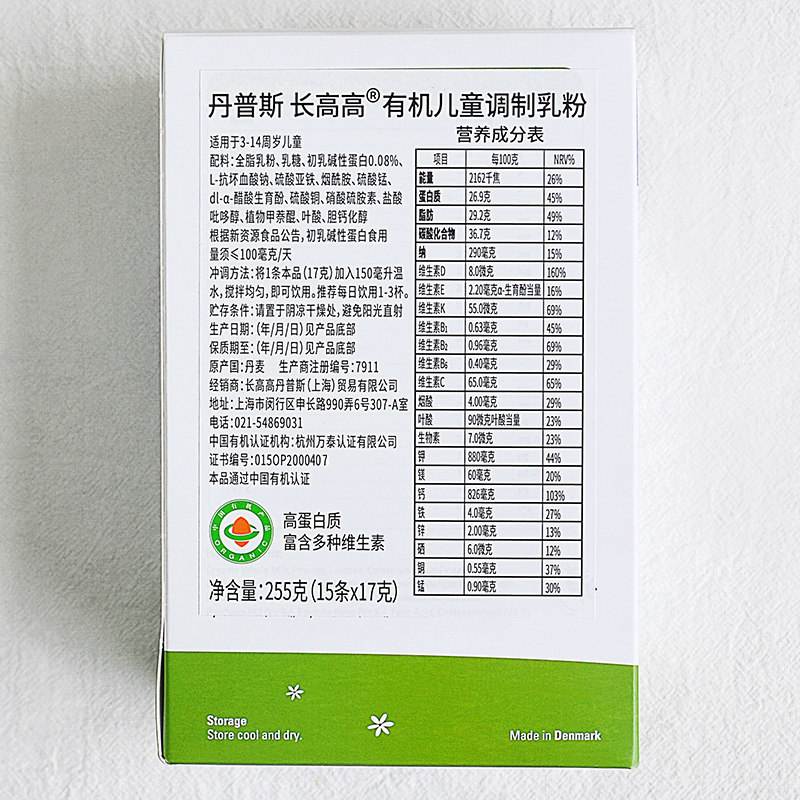 丹普斯 长高高®有机儿童调制乳粉
适用于3-14周岁儿童
配料:全脂乳粉、乳糖、初乳碱性蛋白0.08%、
L-抗坏血酸钠、硫酸亚铁、烟酰胺、硫酸锰、
dl-α-醋酸生育酚、硫酸铜、硝酸硫胺素、盐酸
吡哆醇、植物甲萘醌、叶酸、胆钙化醇
根据新资源食品公告,初乳碱性蛋白食用
量须≤100毫克/天
冲调方法:将1条本品(17克)加入150毫升温
水,搅拌均匀,即可饮用。推荐每日饮用1-3杯。
贮存条件:请置于阴凉干燥处,避免阳光直射
生产日期:(年/月/日)见产品底部
保质期至:(年/月/日)见产品底部
原产国:丹麦 生产商注册编号:7911
经销商:长高高丹普斯(上海)贸易有限公司
地址:上海市闵行区申长路990弄6号307-A室
电话:021-54869031
中国有机认证机构:杭州万泰认证有限公司
证书编号:015OP2000407
本品通过中国有机认证
中国有机产品
ORGANIC
高蛋白质
富含多种维生素
净含量:255克(15条x17克)
营养成分表
项目 每100克 NRV%
能量 2162千焦 26%
蛋白质 26.9克 45%
脂肪 29.2克 49%
碳酸化合物 36.7克 12%
纳 290毫克 15%
维生素D 8.0微克 160%
维生素E 2.20毫克α-生育酚当量 16%
维生素K 55.0微克 69%
维生素B₁ 0.63毫克 45%
维生素B₂ 0.96毫克 69%
维生素B₆ 0.40毫克 29%
维生素C 65.0毫克 65%
烟酸 4.00毫克 29%
叶酸 90微克叶酸当量 23%
生物素 7.0微克 23%
钾 880毫克 44%
镁 60毫克 20%
钙 826毫克 103%
铁 4.0毫克 27%
锌 2.00毫克 13%
硒 6.0微克 12%
铜 0.55毫克 37%
锰 0.90毫克 30%
Storage
Store cool and dry.
Made in Denmark